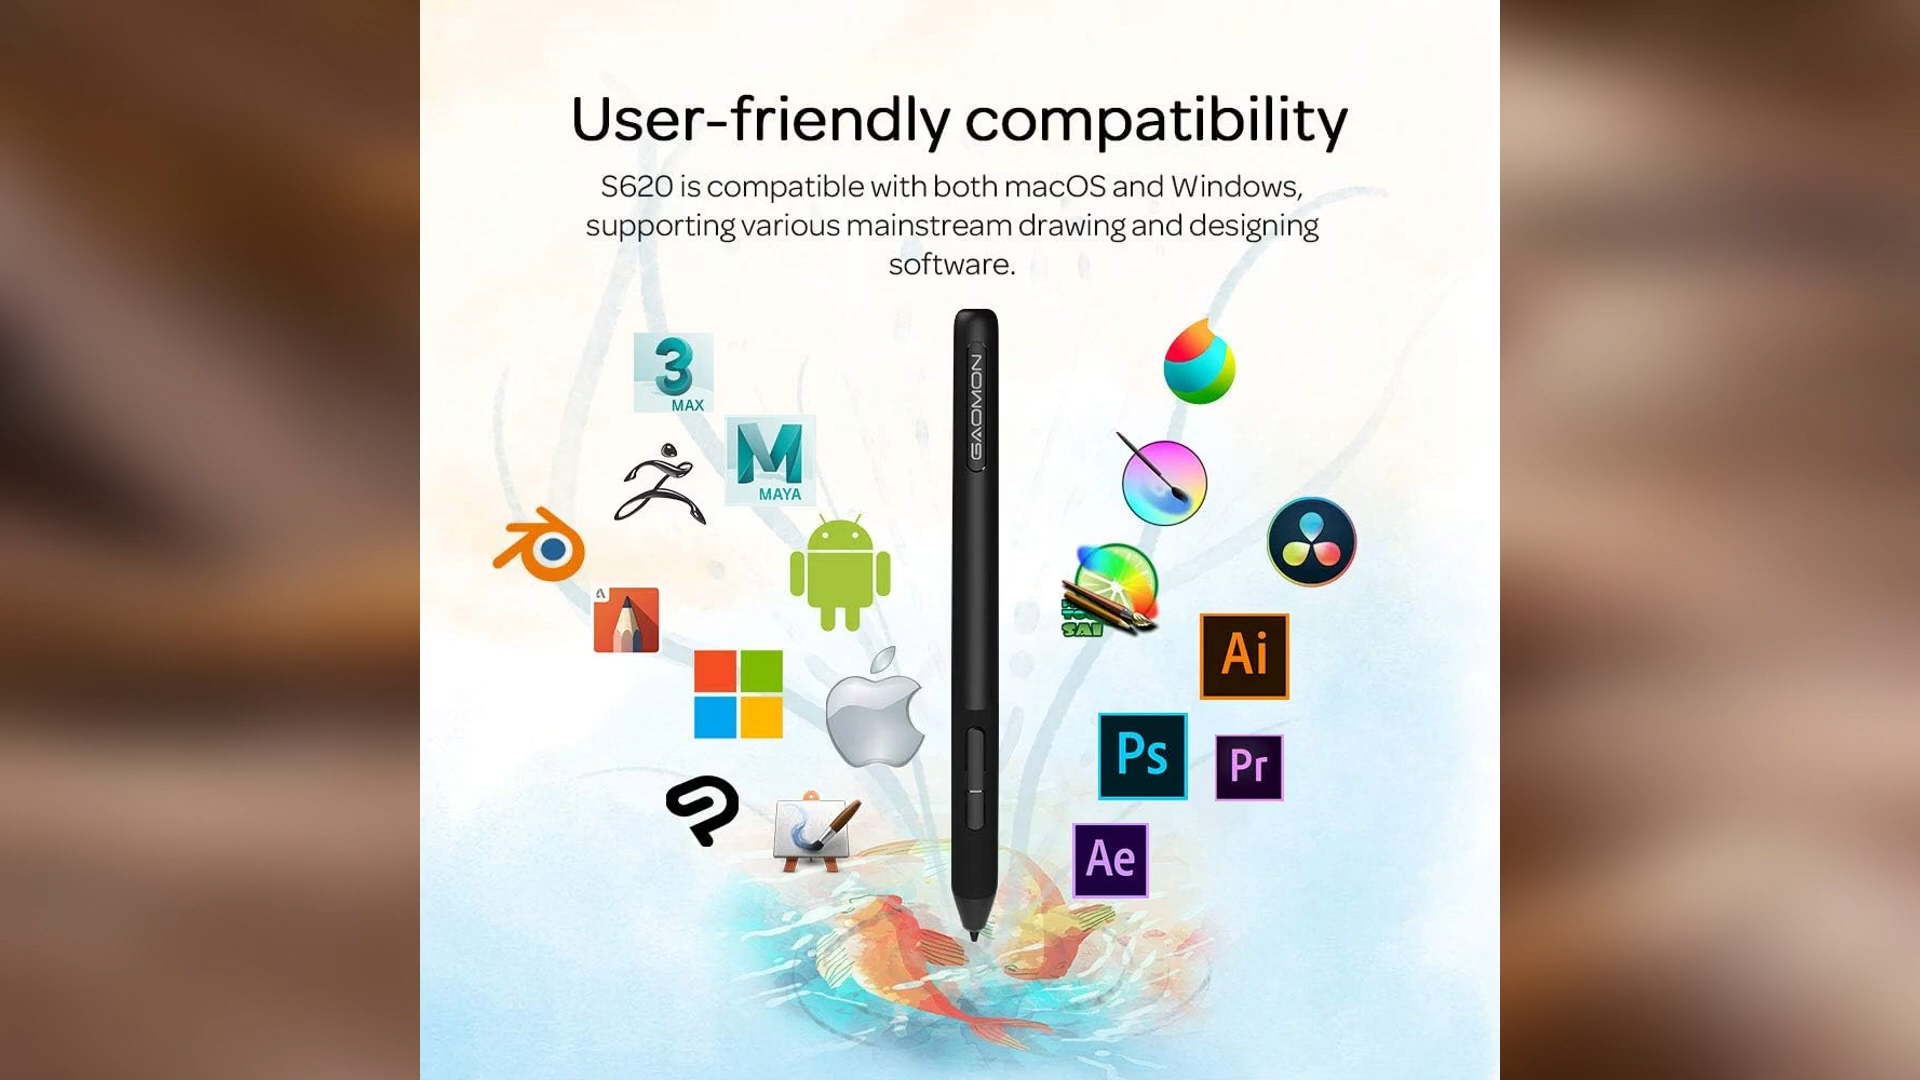 User-friendly compatibility
S620 is compatible with both macOS and Windows,
supporting various mainstream drawing and designing
software.
3
MAX
M
MAYA
GAOMON
SAI
Ai
Ps
Pr
Ae